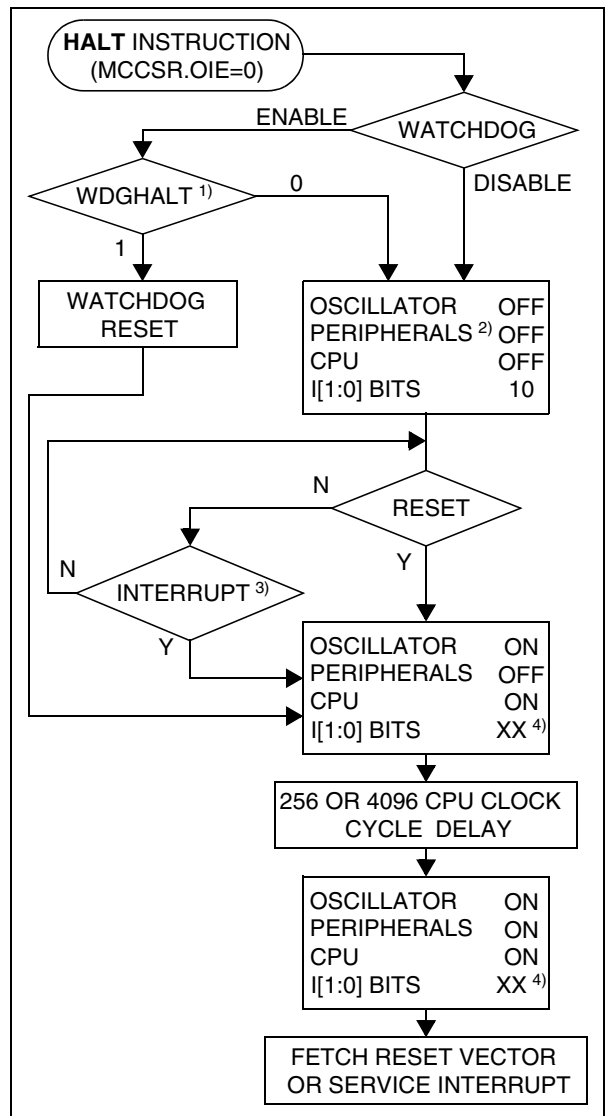 HALT INSTRUCTION
(MCCSR.OIE=0)
ENABLE
WATCHDOG
WDGHALT 1)
0
DISABLE
1
WATCHDOG
RESET
OSCILLATOR OFF
PERIPHERALS 2) OFF
CPU OFF
I[1:0] BITS 10
N
RESET
N
INTERRUPT 3)
Y
Y
OSCILLATOR ON
PERIPHERALS OFF
CPU ON
I[1:0] BITS XX 4)
256 OR 4096 CPU CLOCK
CYCLE DELAY
OSCILLATOR ON
PERIPHERALS ON
CPU ON
I[1:0] BITS XX 4)
FETCH RESET VECTOR
OR SERVICE INTERRUPT